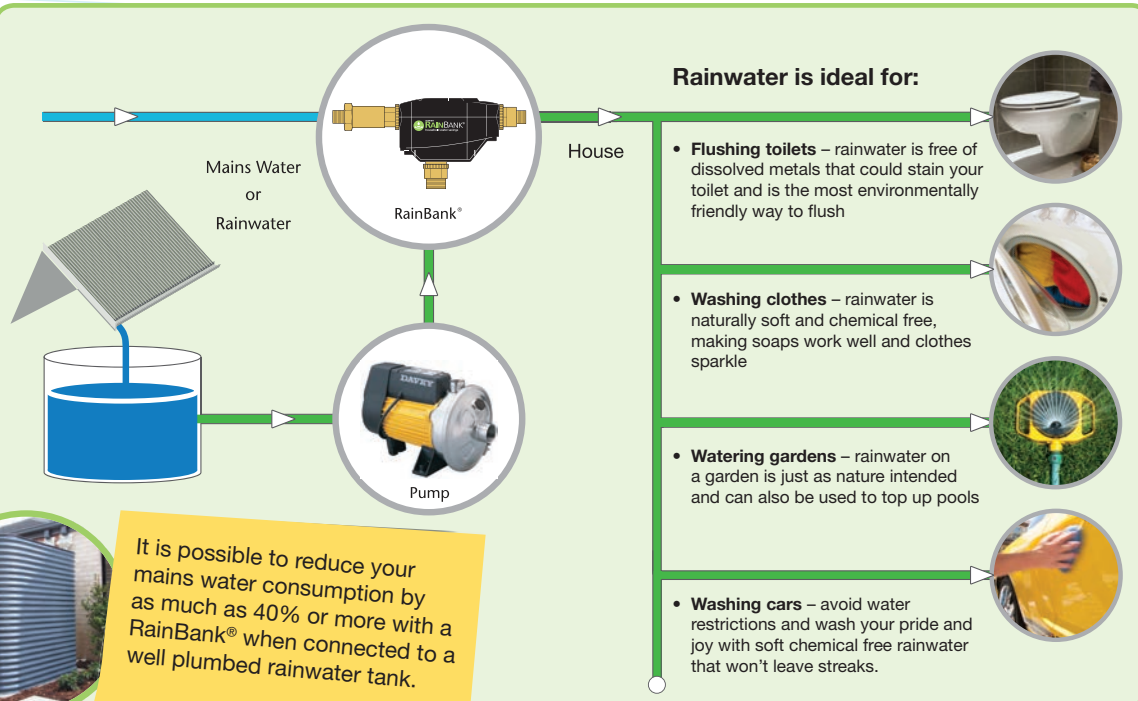 Rainwater is ideal for:
RAINBANK®
RainBank®
Mains Water
or
Rainwater
House
DAVEY
Pump
• Flushing toilets – rainwater is free of
dissolved metals that could stain your
toilet and is the most environmentally
friendly way to flush
• Washing clothes – rainwater is
naturally soft and chemical free,
making soaps work well and clothes
sparkle
• Watering gardens – rainwater on
a garden is just as nature intended
and can also be used to top up pools
• Washing cars – avoid water
restrictions and wash your pride and
joy with soft chemical free rainwater
that won’t leave streaks.
It is possible to reduce your
mains water consumption by
as much as 40% or more with a
RainBank® when connected to a
well plumbed rainwater tank.